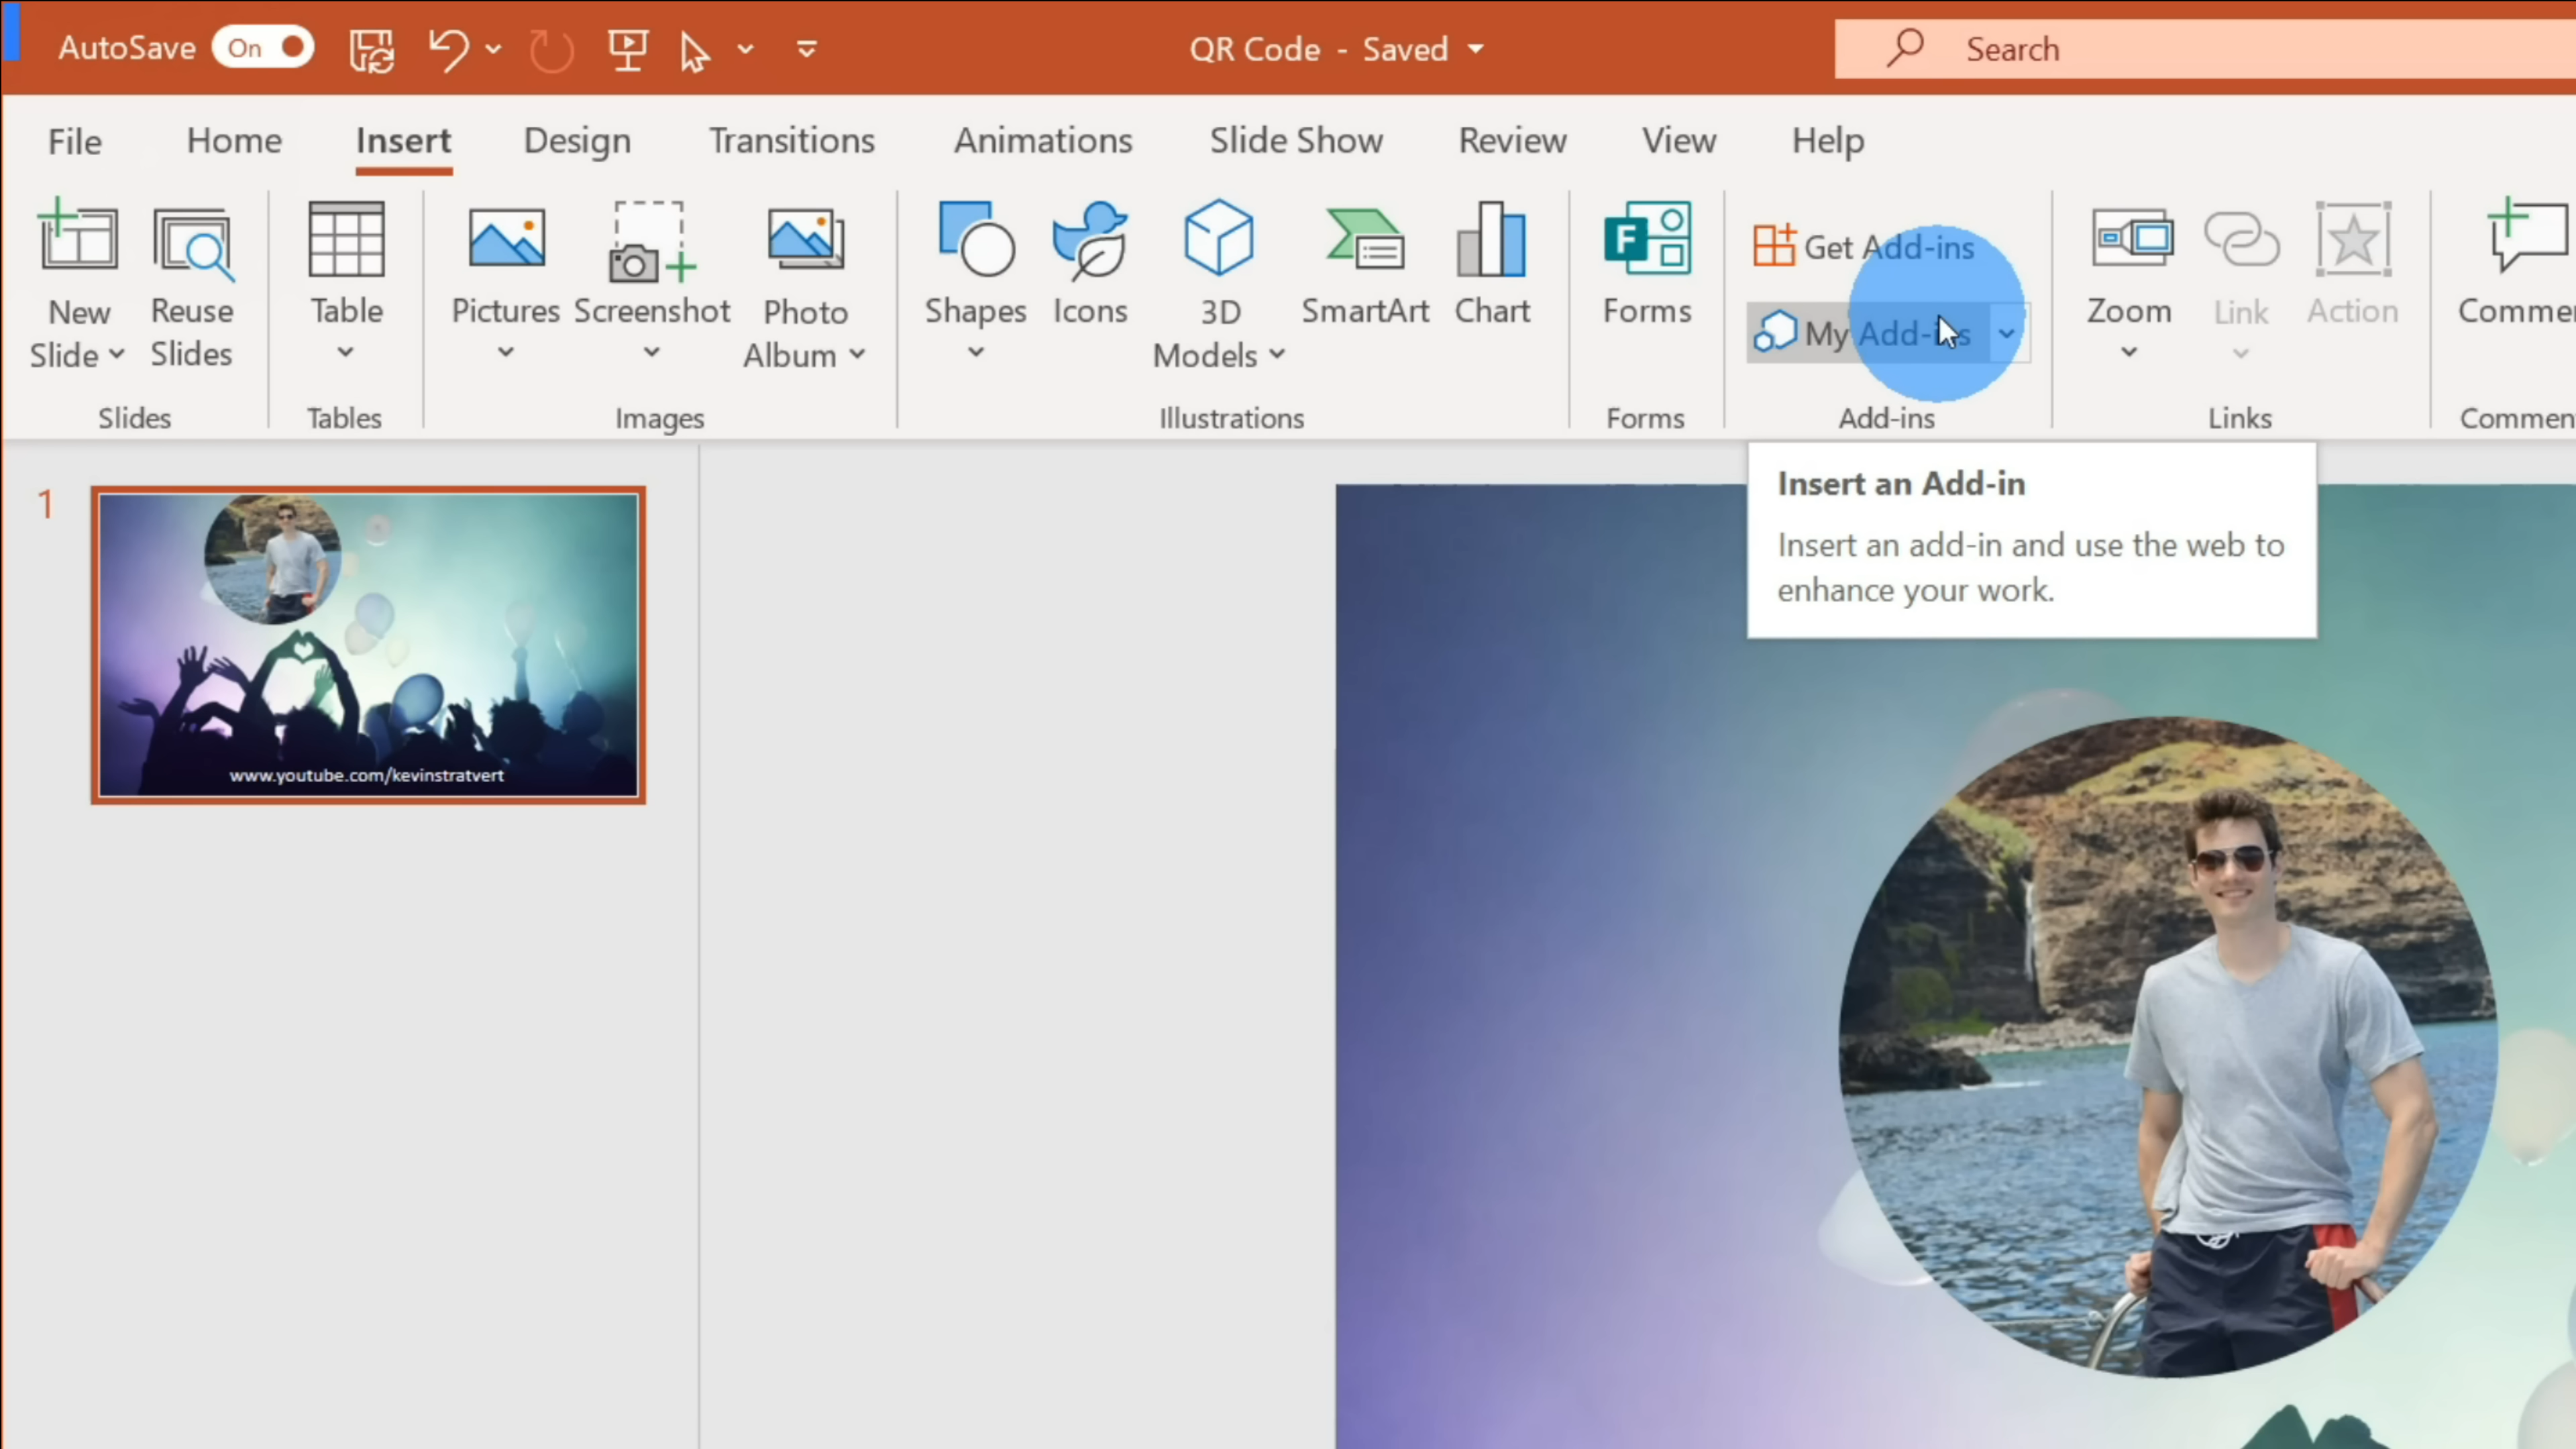 AutoSave On QR Code - Saved Search
File Home Insert Design Transitions Animations Slide Show Review View Help
New Slide
Reuse Slides
Slides
Table
Tables
Pictures
Screenshot
Photo Album
Images
Shapes
Icons
3D Models
SmartArt
Chart
Illustrations
F
Forms
Forms
Get Add-ins
My Add-ins
Add-ins
Zoom
Link
Action
Links
Insert an Add-in
Insert an add-in and use the web to
enhance your work.
1
www.youtube.com/kevinstratvert